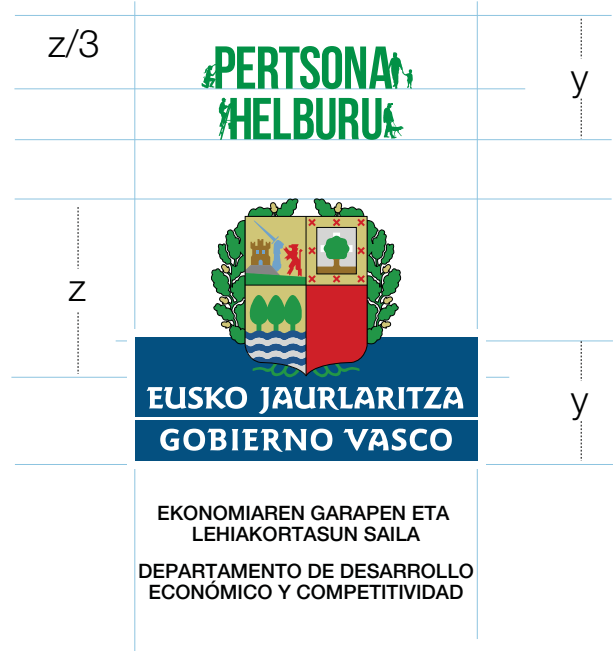 z/3
PERTSONA
HELBURU
y
z
EUSKO JAURLARITZA
y
GOBIERNO VASCO
EKONOMIAREN GARAPEN ETA
LEHIAKORTASUN SAILA
DEPARTAMENTO DE DESARROLLO
ECONÓMICO Y COMPETITIVIDAD